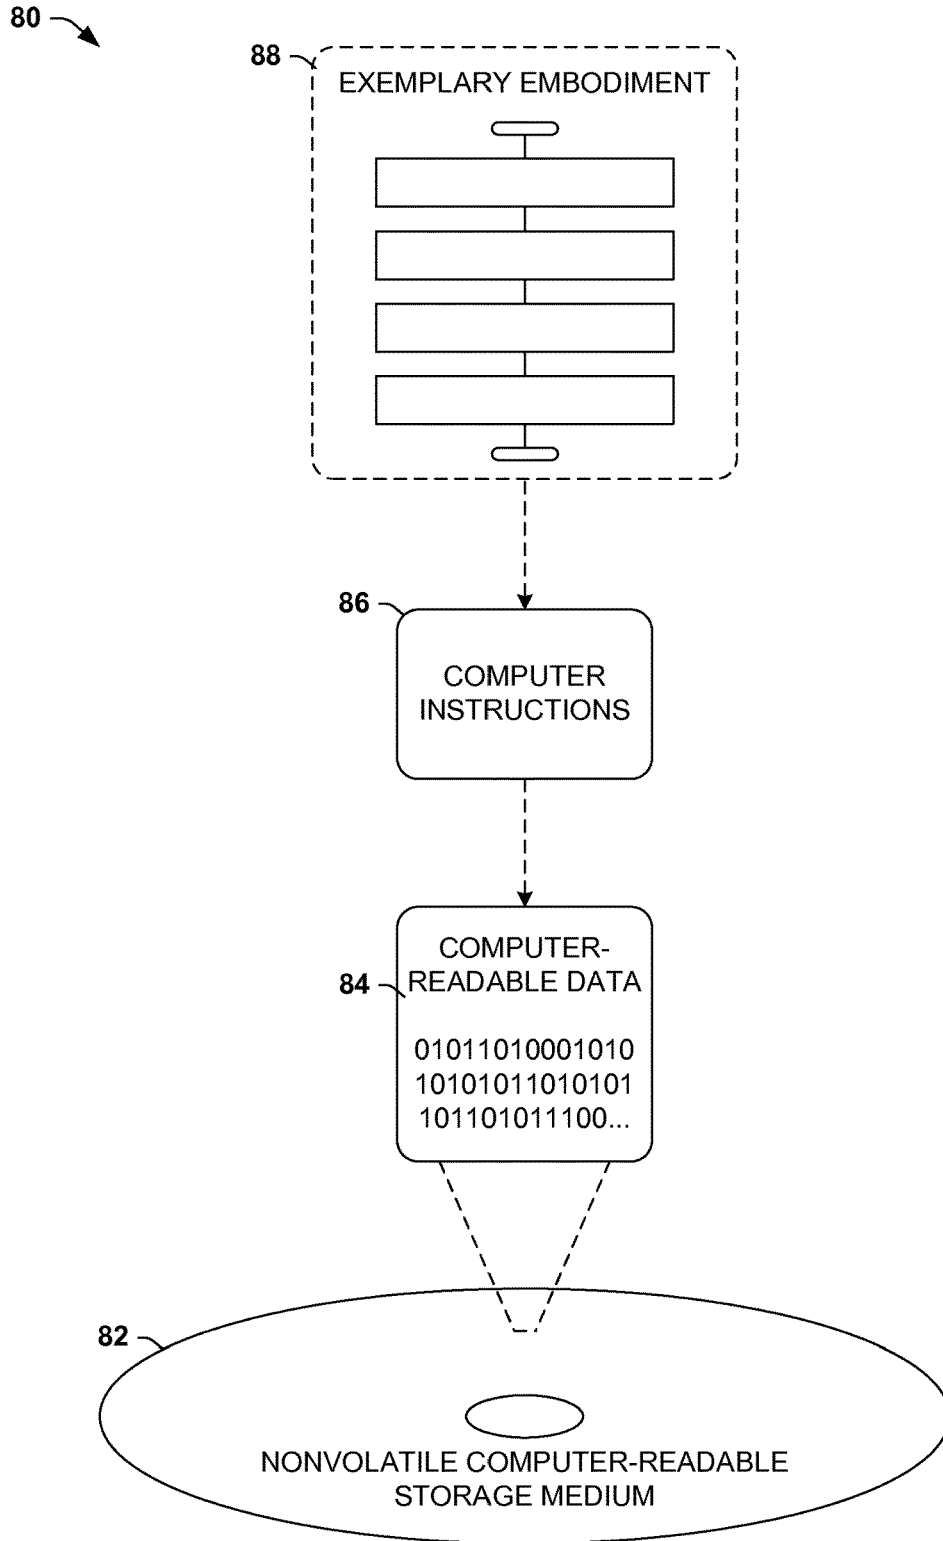 80
88
EXEMPLARY EMBODIMENT
86
COMPUTER
INSTRUCTIONS
COMPUTER-
READABLE DATA
84
01011010001010
10101011010101
101101011100...
82
NONVOLATILE COMPUTER-READABLE
STORAGE MEDIUM